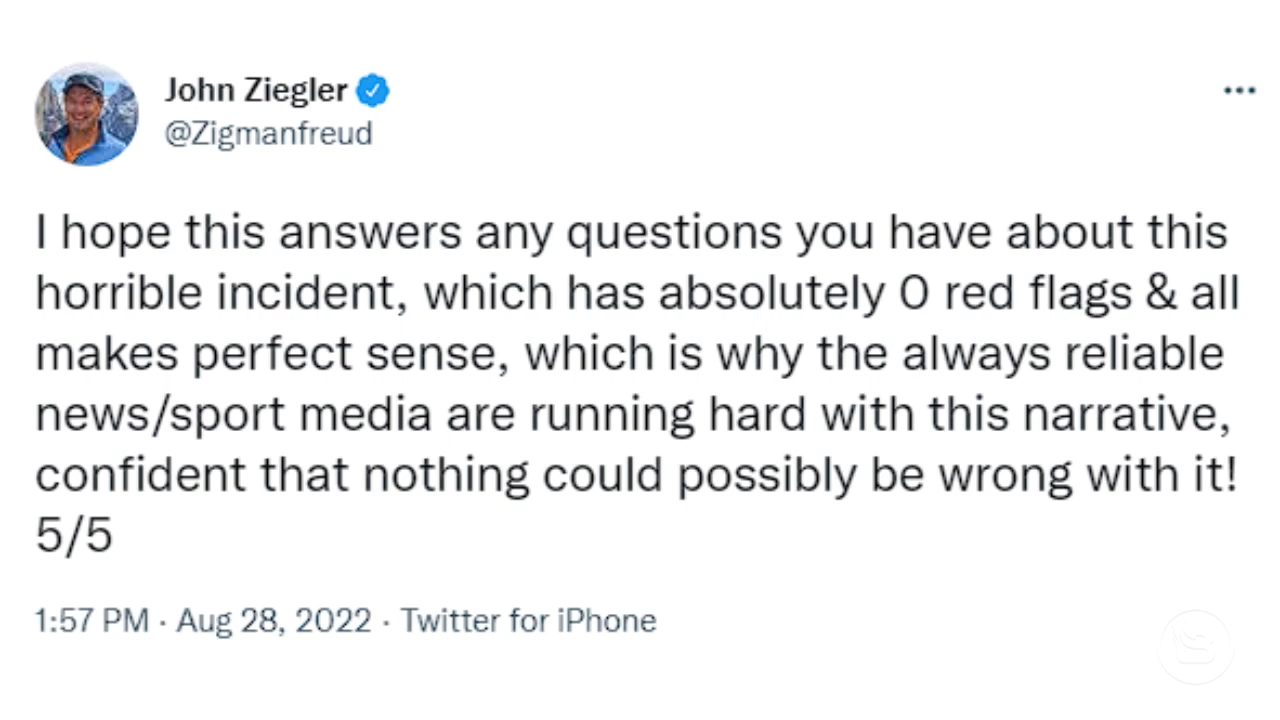 John Ziegler
@Zigmanfreud
I hope this answers any questions you have about this
horrible incident, which has absolutely 0 red flags & all
makes perfect sense, which is why the always reliable
news/sport media are running hard with this narrative,
confident that nothing could possibly be wrong with it!
5/5
1:57 PM · Aug 28, 2022 · Twitter for iPhone